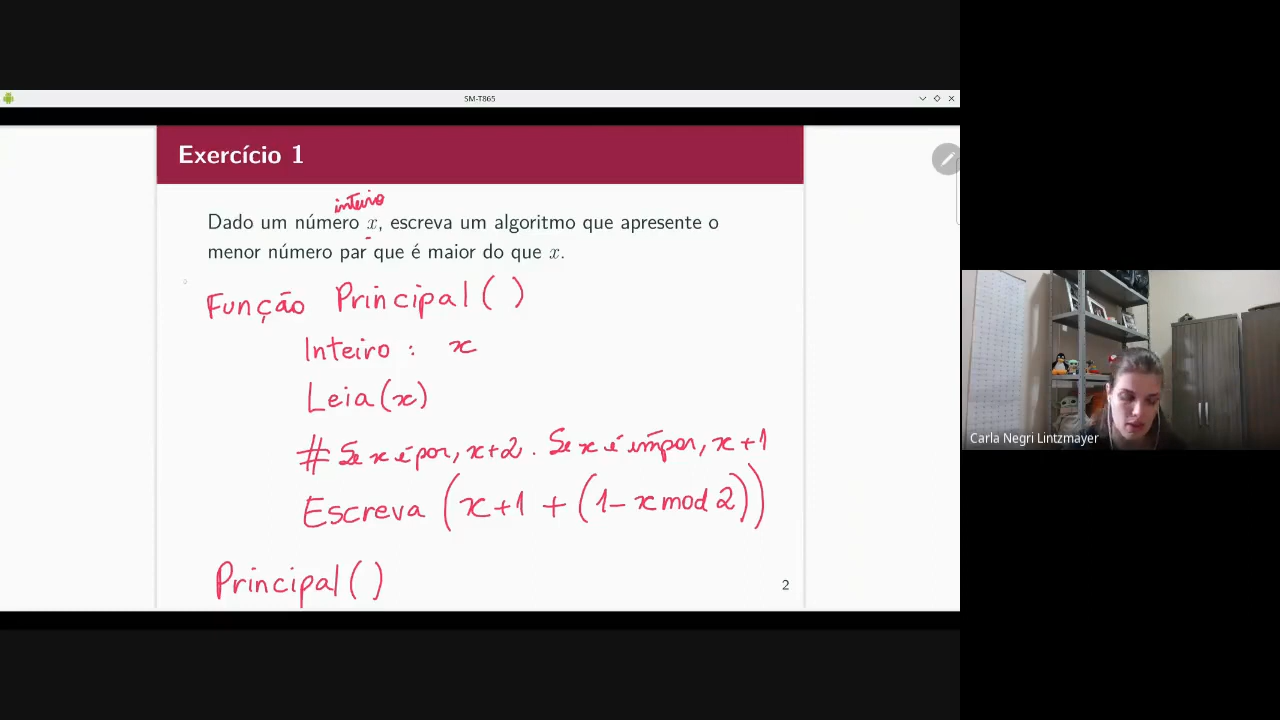 SM-T865
Exercício 1
inteiro
Dado um número x, escreva um algoritmo que apresente o
menor número par que é maior do que x.
Função Principal ( )
Inteiro : x
Leia (x)
# Se x é par, x+2. Se x é ímpar, x+1
Escreva (x+1 + (1- x mod 2))
Principal ( )
2
Carla Negri Lintzmayer